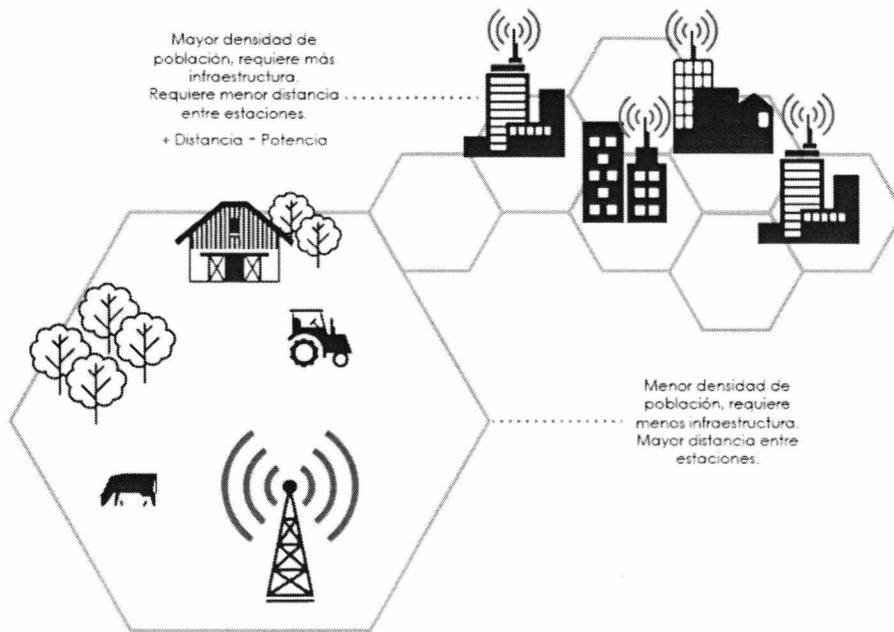 Mayor densidad de
población, requiere más
infraestructura.
Requiere menor distancia
entre estaciones.
+ Distancia - Potencia
Menor densidad de
población, requiere
menos infraestructura.
Mayor distancia entre
estaciones.